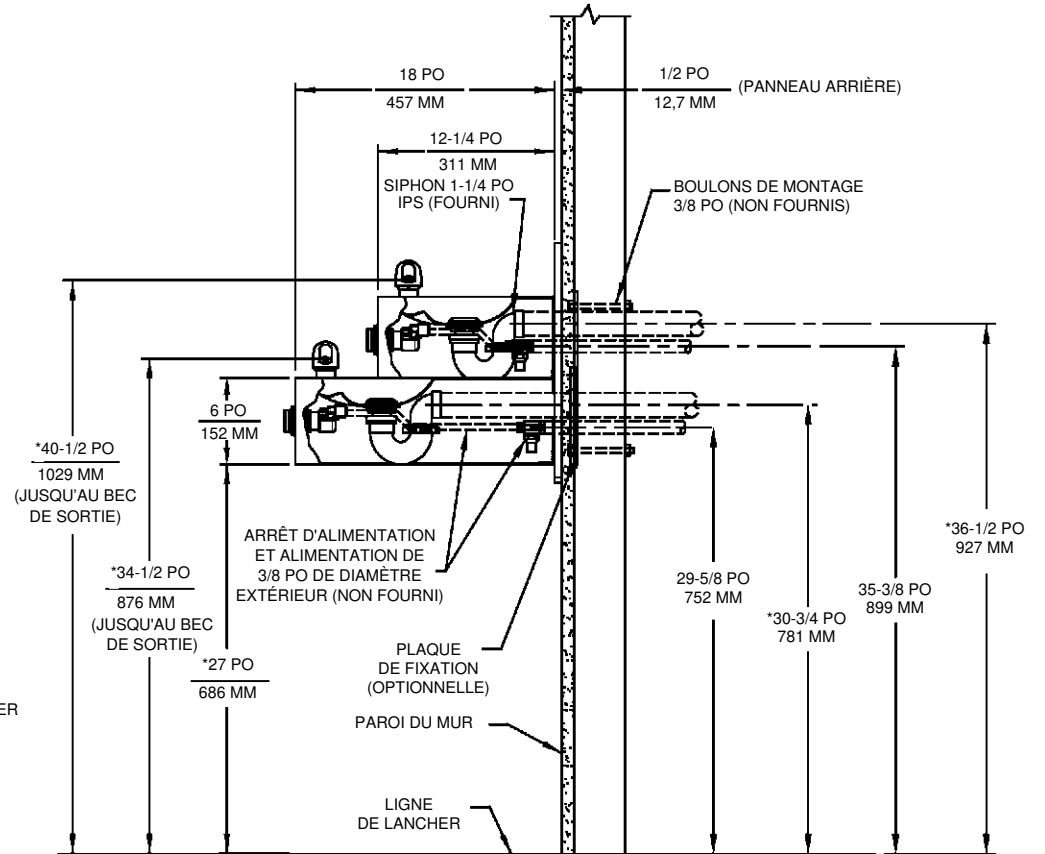 18 PO
457 MM
1/2 PO
12,7 MM
(PANNEAU ARRIÈRE)
12-1/4 PO
311 MM
SIPHON 1-1/4 PO
IPS (FOURNI)
BOULONS DE MONTAGE
3/8 PO (NON FOURNIS)
6 PO
152 MM
*40-1/2 PO
1029 MM
(JUSQU'AU BEC
DE SORTIE)
*34-1/2 PO
876 MM
(JUSQU'AU BEC
DE SORTIE)
*27 PO
686 MM
ARRÊT D'ALIMENTATION
ET ALIMENTATION DE
3/8 PO DE DIAMÈTRE
EXTÉRIEUR (NON FOURNI)
PLAQUE
DE FIXATION
(OPTIONNELLE)
PAROI DU MUR
LIGNE
DE LANCHER
29-5/8 PO
752 MM
*30-3/4 PO
781 MM
35-3/8 PO
899 MM
*36-1/2 PO
927 MM
ER